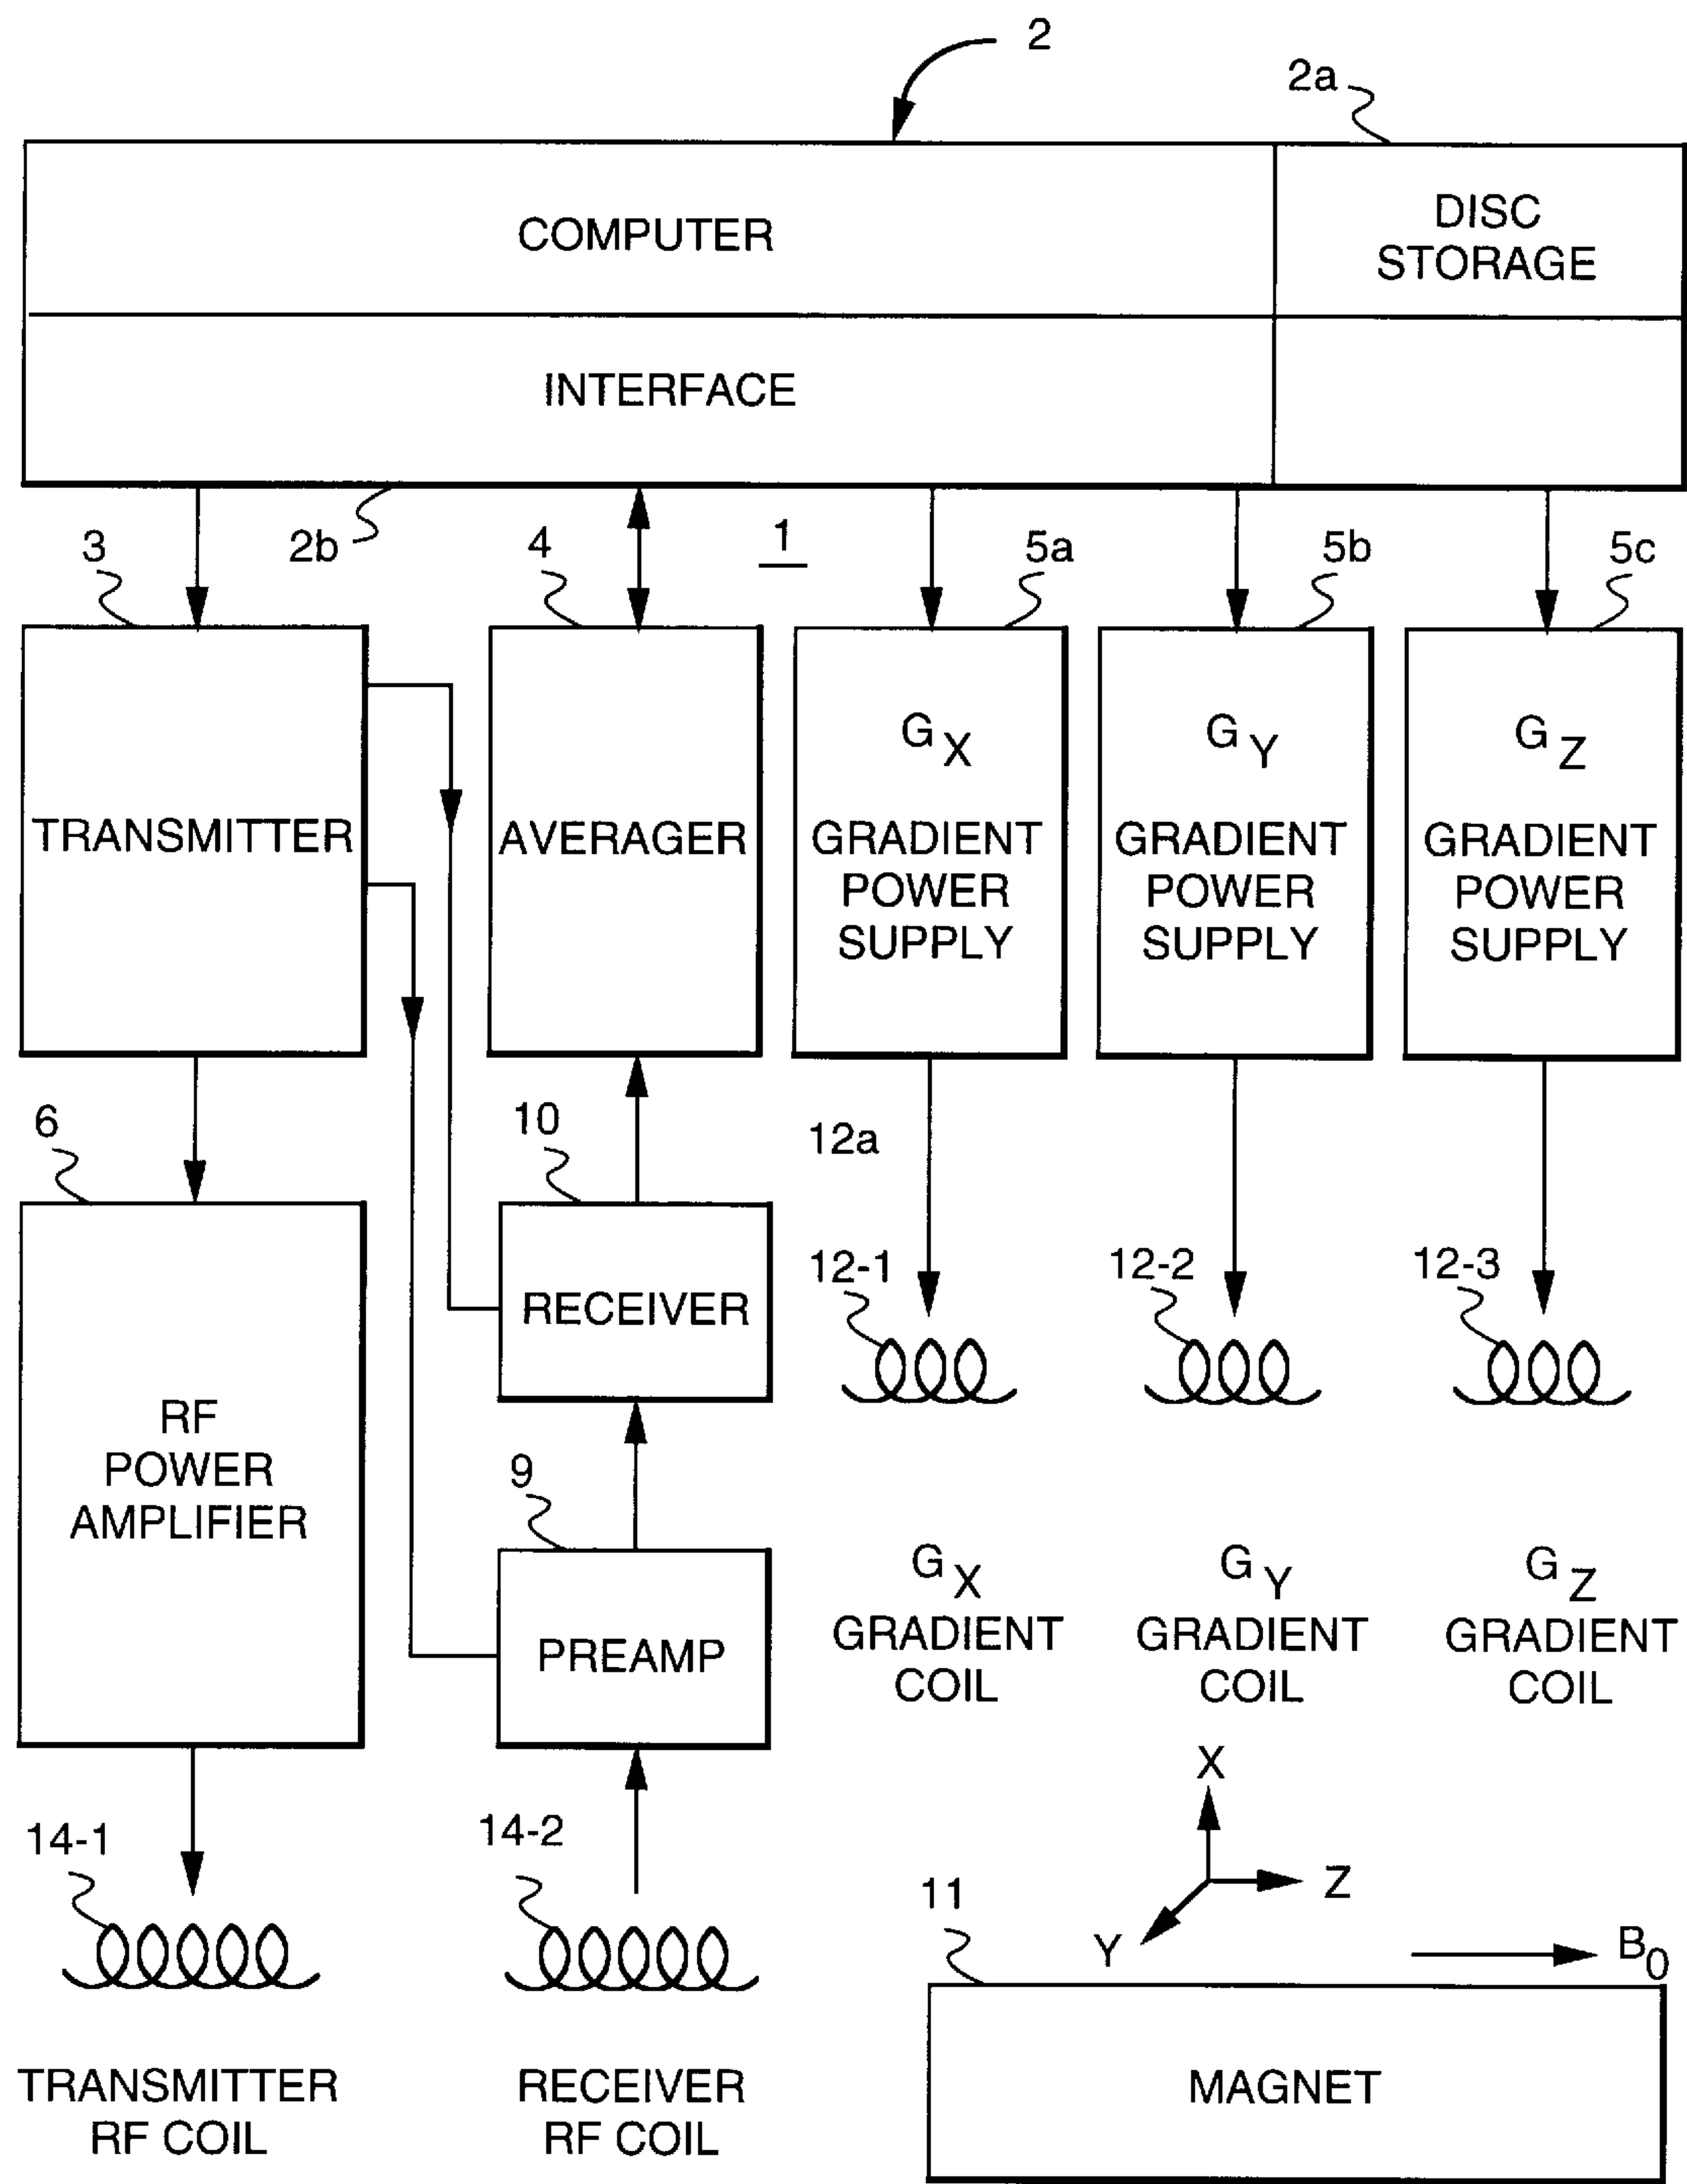 2
2a
COMPUTER
DISC
STORAGE
INTERFACE
3
2b
4
1
5a
5b
5c
TRANSMITTER
AVERAGER
G X
GRADIENT
POWER
SUPPLY
G Y
GRADIENT
POWER
SUPPLY
G Z
GRADIENT
POWER
SUPPLY
6
10
12a
12-1
12-2
12-3
RECEIVER
RF
POWER
AMPLIFIER
9
PREAMP
G X
GRADIENT
COIL
G Y
GRADIENT
COIL
G Z
GRADIENT
COIL
14-1
14-2
X
Z
Y
11
B0
TRANSMITTER
RF COIL
RECEIVER
RF COIL
MAGNET